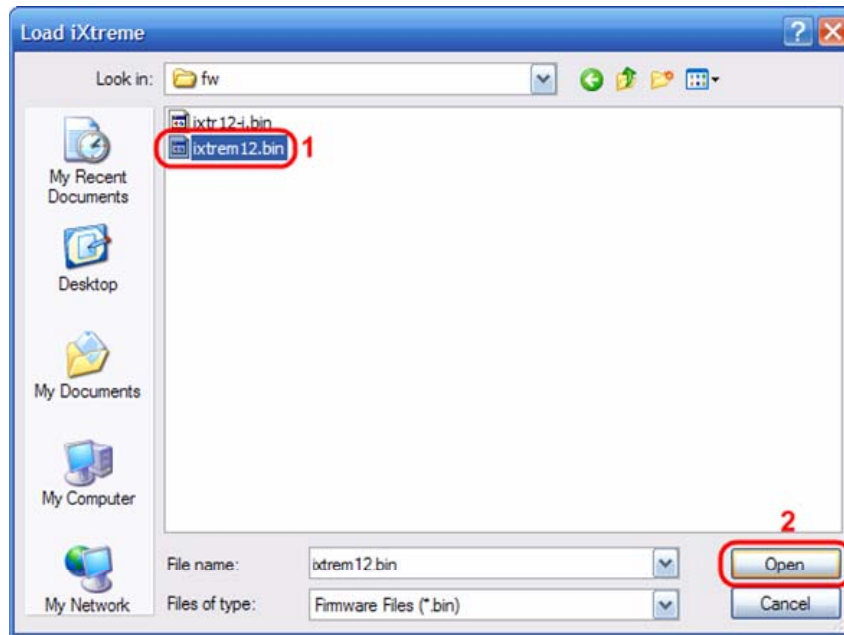 Load iXtreme
Look in:
fw
ixtr12-i.bin
ixtrem12.bin
1
My Recent
Documents
Desktop
My Documents
My Computer
My Network
2
File name:
ixtrem12.bin
Open
Files of type:
Firmware Files (*.bin)
Cancel